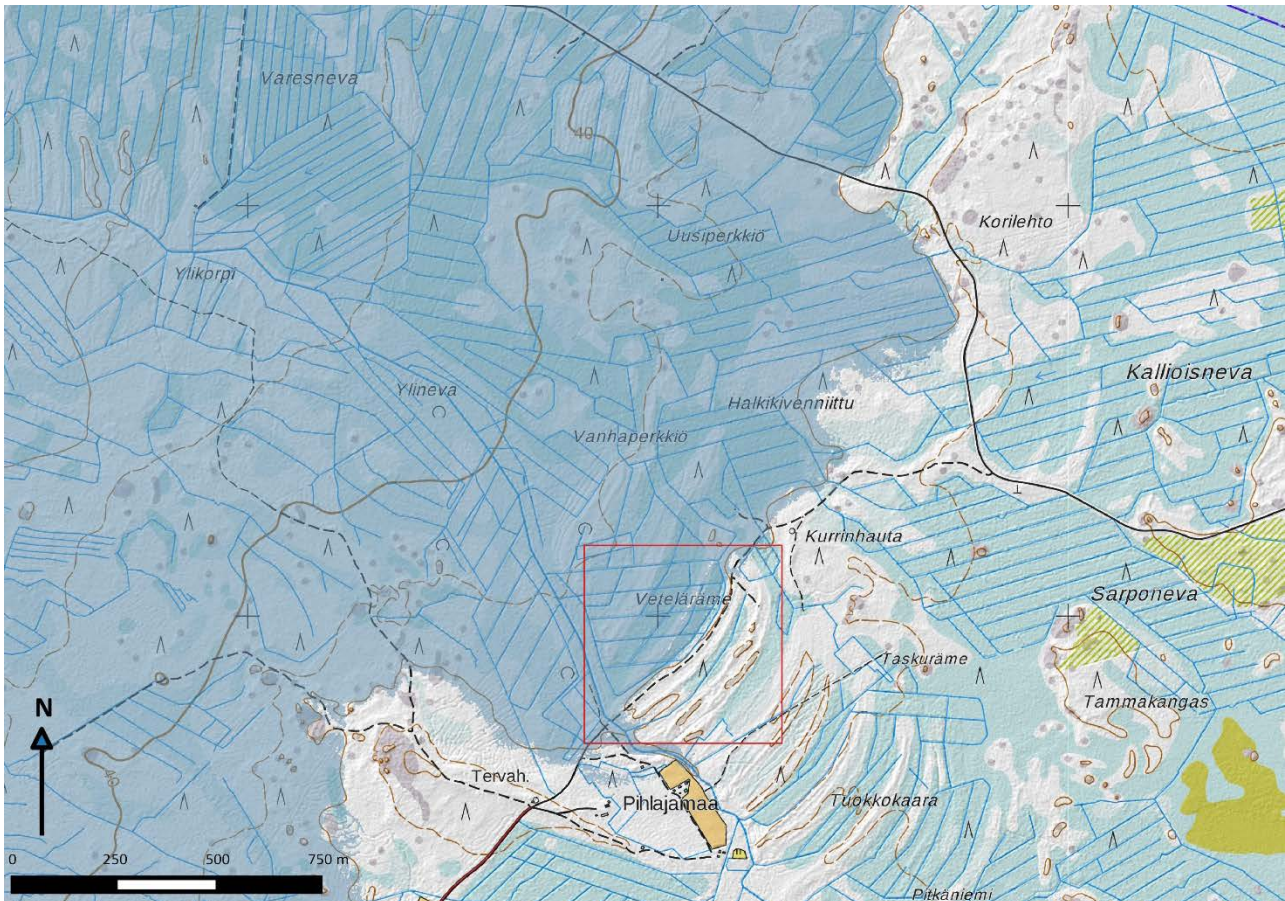 Varesneva
40
Korilehto
Uusiperkkiö
Ylikorpi
Kallioisneva
Ylineva
Halkikivenniittu
Vanhaperkkiö
Kurrinhauta
Sarponeva
Veteläräme
Taskuräme
Tammakangas
N
40
Tervah.
Pihlajamaa
Tuokkokaara
0 250 500 750 m
Pitkäniemi